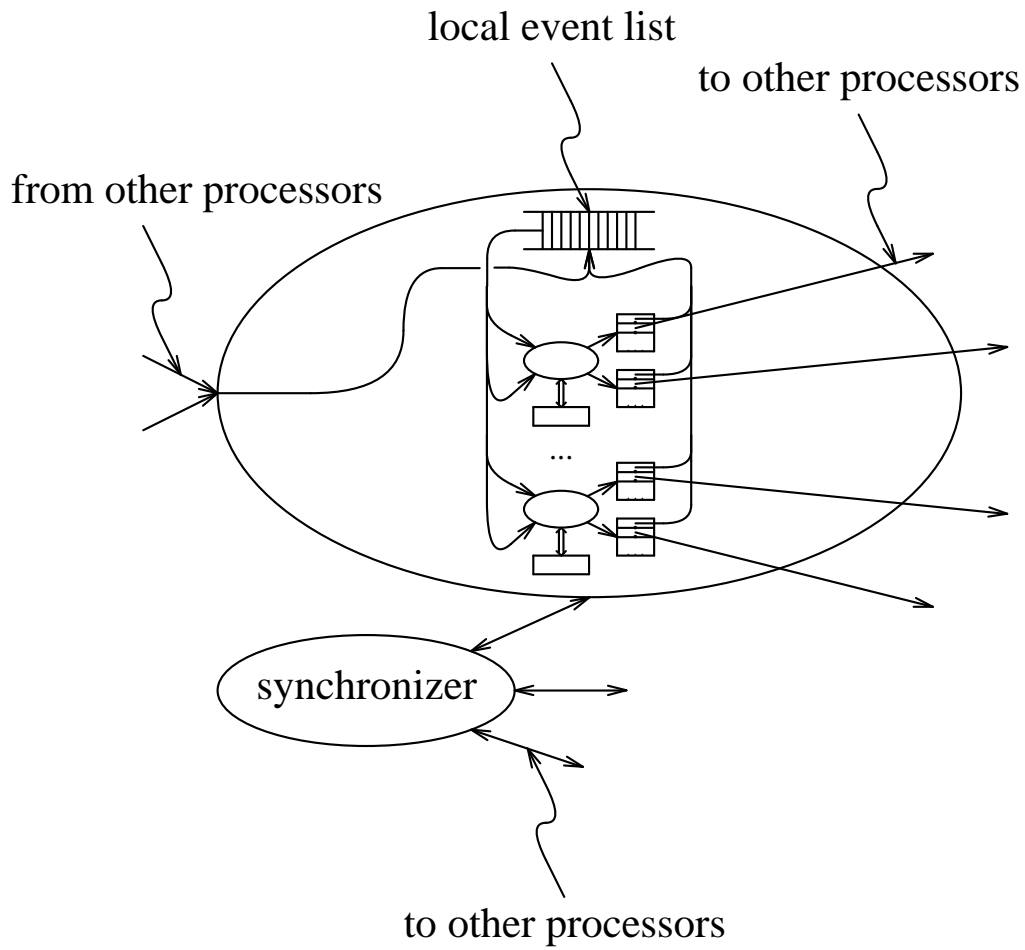 local event list
to other processors
from other processors
...
synchronizer
to other processors